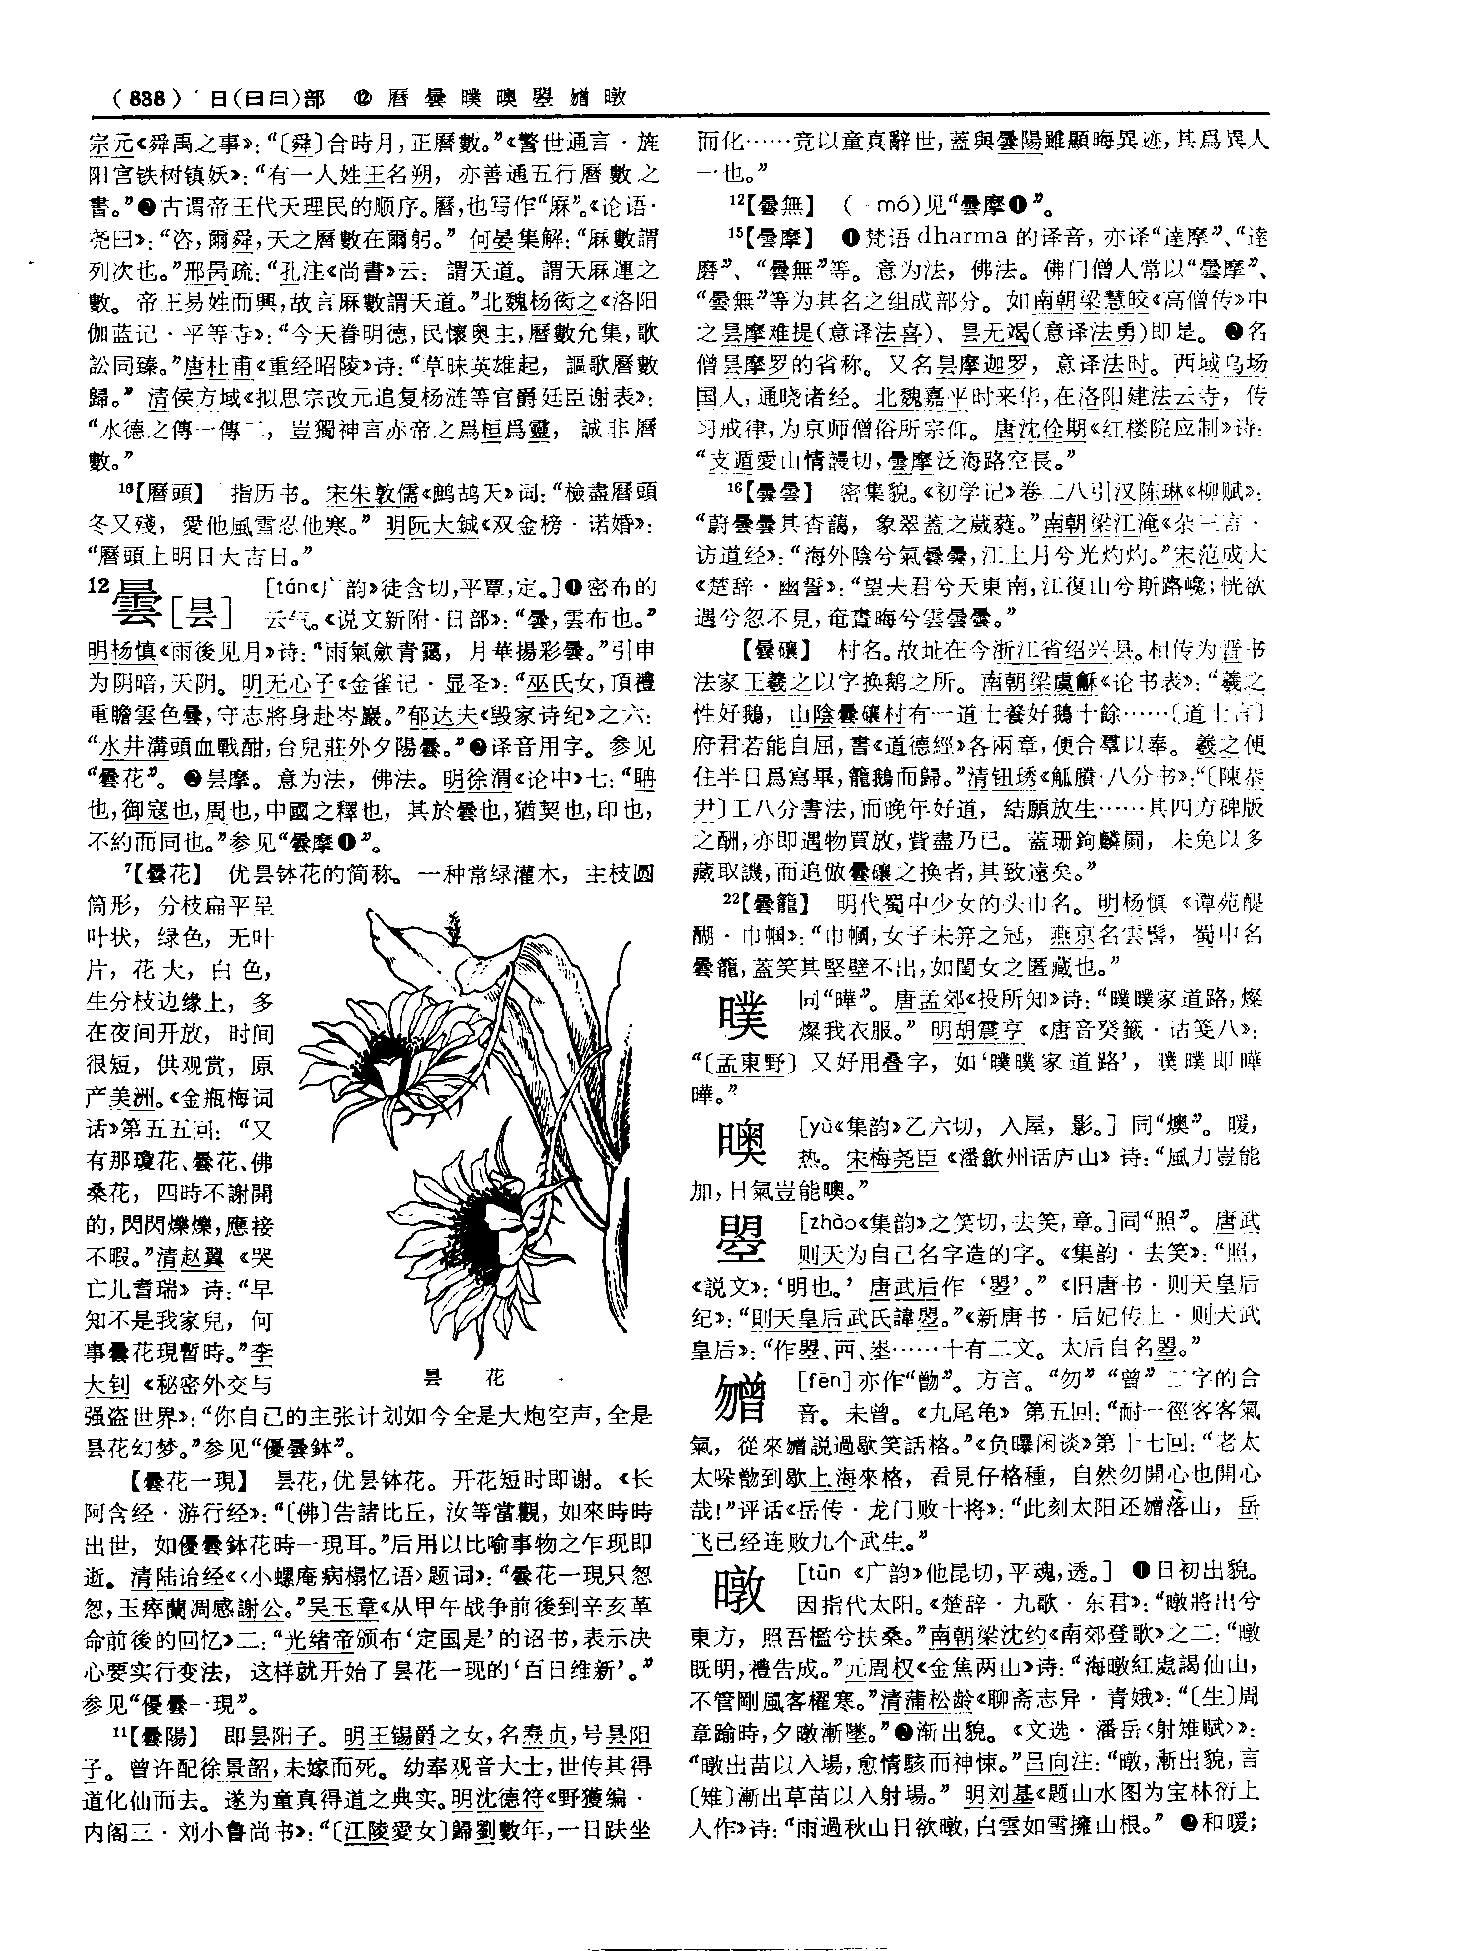 (838) 日(日曰)部 ⑫ 曆曇暯噢曌朆暾
宗元《舜禹之事》:“〔舜〕合時月,正曆數。”《警世通言·旌
阳宫铁树镇妖》:“有一人姓王名朔,亦善通五行曆數之
書。”❷古谓帝王代天理民的顺序。曆,也写作“厤”。《论语·
尧曰》:“咨,爾舜,天之曆數在爾躬。”何晏集解:“厤數謂
列次也。”邢昺疏:“孔注《尚書》云:謂天道。謂天厤運之
數。帝王易姓而興,故言厤數謂天道。”北魏杨衒之《洛阳
伽蓝记·平等寺》:“今天眷明德,民懷奥主,曆數允集,歌
訟同臻。”唐杜甫《重经昭陵》诗:“草昧英雄起,謳歌曆數
歸。”清侯方域《拟思宗改元追复杨涟等官爵廷臣谢表》:
“水德之傳一傳二,豈獨神言赤帝之爲桓爲靈,誠非曆
數。”
16【曆頭】 指历书。宋朱敦儒《鹧鸪天》词:“檢盡曆頭
冬又殘,愛他風雪忍他寒。”明阮大鋮《双金榜·诺婚》:
“曆頭上明日大吉日。”
12曇[昙] [tán《广韵》徒含切,平覃,定。]❶密布的
云气。《说文新附·日部》:“曇,雲布也。”
明杨慎《雨後见月》诗:“雨氣歛青靄,月華揚彩曇。”引申
为阴暗,天阴。明无心子《金雀记·显圣》:“巫氏女,頂禮
重瞻雲色曇,守志將身赴岑巖。”郁达夫《毁家诗纪》之六:
“水井溝頭血戰酣,台兒莊外夕陽曇。”❷译音用字。参见
“曇花”。❸昙摩。意为法,佛法。明徐渭《论中》七:“聃
也,御寇也,周也,中國之釋也,其於曇也,猶契也,印也,
不約而同也。”参见“曇摩❶”。
7【曇花】 优昙钵花的简称。一种常绿灌木,主枝圆
筒形,分枝扁平呈
叶状,绿色,无叶
片,花大,白色,
生分枝边缘上,多
在夜间开放,时间
很短,供观赏,原
产美洲。《金瓶梅词
话》第五五回:“又
有那瓊花、曇花、佛
桑花,四時不謝開
的,閃閃爍爍,應接
不暇。”清赵翼《哭
亡儿耆瑞》诗:“早
知不是我家兒,何
事曇花現暫時。”李
大钊《秘密外交与
昙 花
强盗世界》:“你自己的主张计划如今全是大炮空声,全是
昙花幻梦。”参见“優曇鉢”。
【曇花一現】 昙花,优昙钵花。开花短时即谢。《长
阿含经·游行经》:“〔佛〕告諸比丘,汝等當觀,如來時時
出世,如優曇鉢花時一現耳。”后用以比喻事物之乍现即
逝。清陆诒经《〈小螺庵病榻忆语〉题词》:“曇花一現只怱
怱,玉瘁蘭凋感謝公。”吴玉章《从甲午战争前後到辛亥革
命前後的回忆》二:“光绪帝颁布‘定国是’的诏书,表示决
心要实行变法,这样就开始了昙花一现的‘百日维新’。”
参见“優曇一現”。
11【曇陽】 即昙阳子。明王锡爵之女,名焘贞,号昙阳
子。曾许配徐景韶,未嫁而死。幼奉观音大士,世传其得
道化仙而去。遂为童真得道之典实。明沈德符《野獲编·
内阁三·刘小鲁尚书》:“〔江陵愛女〕歸劉數年,一日趺坐
而化……竞以童真辭世,蓋與曇陽雖顯晦異迹,其爲異人
一也。”
12【曇無】 (-mó)见“曇摩❶”。
15【曇摩】 ❶梵语dharma的译音,亦译“達摩”、“達
磨”、“曇無”等。意为法,佛法。佛门僧人常以“曇摩”、
“曇無”等为其名之组成部分。如南朝梁慧皎《高僧传》中
之昙摩难提(意译法喜)、昙无竭(意译法勇)即是。❷名
僧昙摩罗的省称。又名昙摩迦罗,意译法时。西域乌场
国人,通晓诸经。北魏嘉平时来华,在洛阳建法云寺,传
习戒律,为京师僧俗所宗仰。唐沈佺期《红楼院应制》诗:
“支遁愛山情謾切,曇摩泛海路空長。”
16【曇曇】 密集貌。《初学记》卷二八引汉陈琳《柳赋》:
“蔚曇曇其杳藹,象翠蓋之葳蕤。”南朝梁江淹《杂三言·
访道经》:“海外陰兮氣曇曇,江上月兮光灼灼。”宋范成大
《楚辞·幽誓》:“望夫君兮天東南,江復山兮斯路巉;恍欲
遇兮忽不見,奄晝晦兮雲曇曇。”
【曇礦】 村名。故址在今浙江省绍兴县。相传为晋书
法家王羲之以字换鹅之所。南朝梁虞龢《论书表》:“羲之
性好鵝,山陰曇礦村有一道士養好鵝十餘……〔道士言〕
府君若能自屈,書《道德經》各兩章,便合羣以奉。羲之便
住半日爲寫畢,籠鵝而歸。”清钮琇《觚賸·八分书》:“〔陳泰
尹〕工八分書法,而晚年好道,結願放生……其四方碑版
之酬,亦即遇物買放,貲盡乃已。蓋珊鉤麟罽,未免以多
藏取譏,而追倣曇礦之換者,其致遠矣。”
22【曇籠】 明代蜀中少女的头巾名。明杨慎《谭苑醍
醐·巾幗》:“巾幗,女子未笄之冠,燕京名雲髻,蜀中名
曇籠,蓋笑其堅壁不出,如閨女之匿藏也。”
暯 同“曄”。唐孟郊《投所知》诗:“暯暯家道路,燦
燦我衣服。”明胡震亨《唐音癸籤·诂笺八》:
“〔孟東野〕又好用叠字,如‘暯暯家道路’,暯暯即曄
曄。”
噢 [yù《集韵》乙六切,入屋,影。]同“燠”。暖,
热。宋梅尧臣《潘歙州话庐山》诗:“風力豈能
加,日氣豈能噢。”
曌 [zhào《集韵》之笑切,去笑,章。]同“照”。唐武
则天为自己名字造的字。《集韵·去笑》:“照,
《説文》:‘明也。’唐武后作‘曌’。”《旧唐书·则天皇后
纪》:“則天皇后武氏諱曌。”《新唐书·后妃传上·则天武
皇后》:“作曌、𠀑、埊……十有二文。太后自名曌。”
朆 [fēn]亦作“覅”。方言。“勿”“曾”二字的合
音。未曾。《九尾龟》第五回:“耐一徑客客氣
氣,從來朆説過歇笑話格。”《负曝闲谈》第十七回:“老太
太哚朆到歇上海來格,看見仔格種,自然勿開心也開心
哉!”评话《岳传·龙门败十将》:“此刻太阳还朆落山,岳
飞已经连败九个武生。”
暾 [tūn《广韵》他昆切,平魂,透。]❶日初出貌。
因指代太阳。《楚辞·九歌·东君》:“暾將出兮
東方,照吾檻兮扶桑。”南朝梁沈约《南郊登歌》之二:“暾
既明,禮告成。”元周权《金焦两山》诗:“海暾紅處謁仙山,
不管剛風客櫂寒。”清蒲松龄《聊斋志异·青娥》:“〔生〕周
章踰時,夕暾漸墜。”❷渐出貌。《文选·潘岳〈射雉赋〉》:
“暾出苗以入場,愈情駭而神悚。”吕向注:“暾,漸出貌,言
〔雉〕漸出草苗以入射場。”明刘基《题山水图为宝林衍上
人作》诗:“雨過秋山日欲暾,白雲如雪擁山根。”❸和暖;